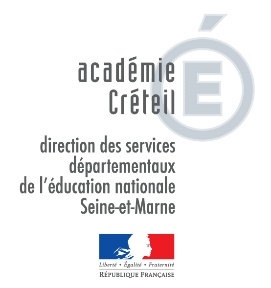 académie
Créteil
É
direction des services
départementaux
de l'éducation nationale
Seine-et-Marne
Liberté • Égalité • Fraternité
RÉPUBLIQUE FRANÇAISE